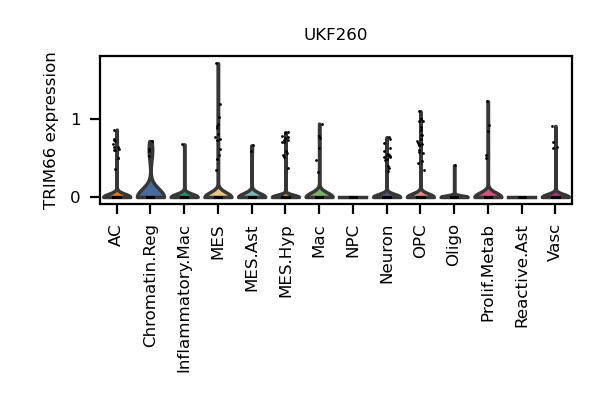 UKF260
TRIM66 expression
1
0
AC
Chromatin.Reg
Inflammatory.Mac
MES
MES.Ast
MES.Hyp
Mac
NPC
Neuron
OPC
Oligo
Prolif.Metab
Reactive.Ast
Vasc